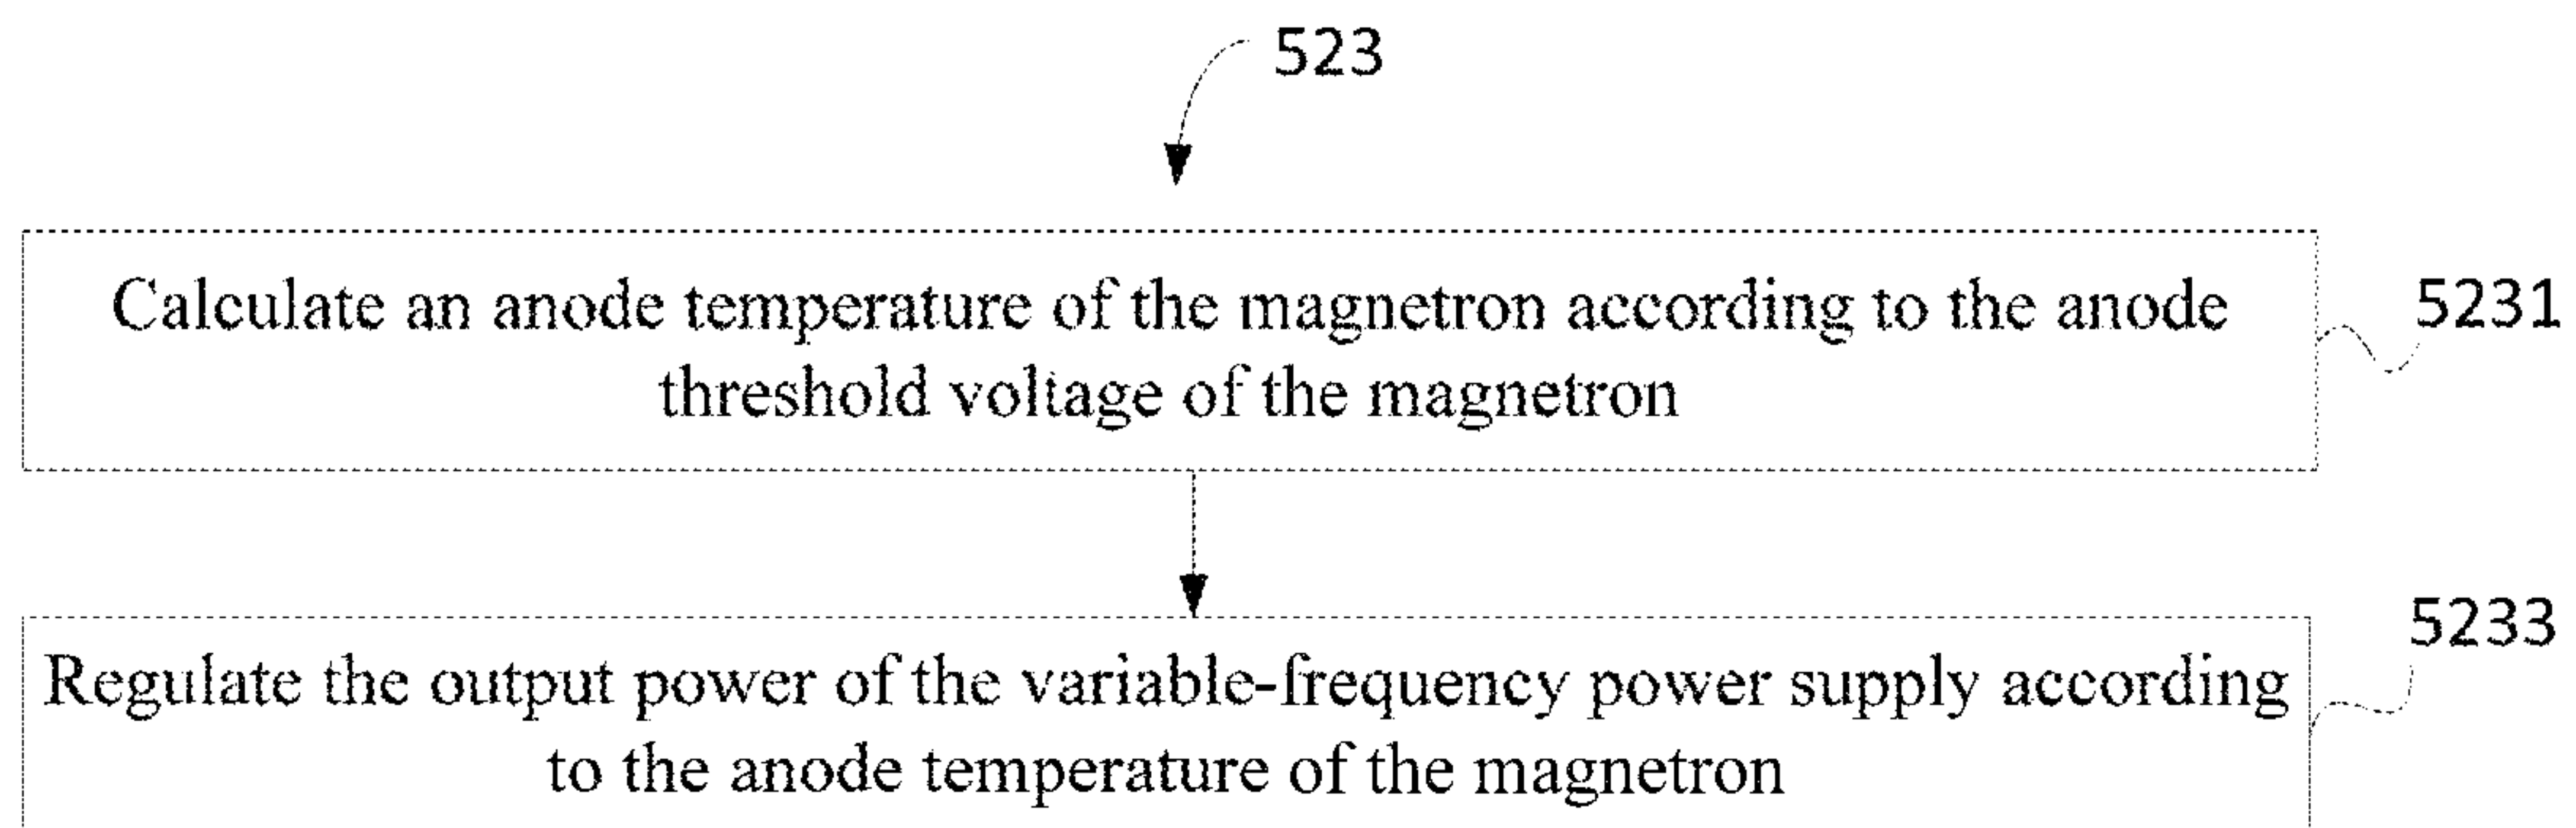 523
Calculate an anode temperature of the magnetron according to the anode
threshold voltage of the magnetron
5231
Regulate the output power of the variable-frequency power supply according
to the anode temperature of the magnetron
5233